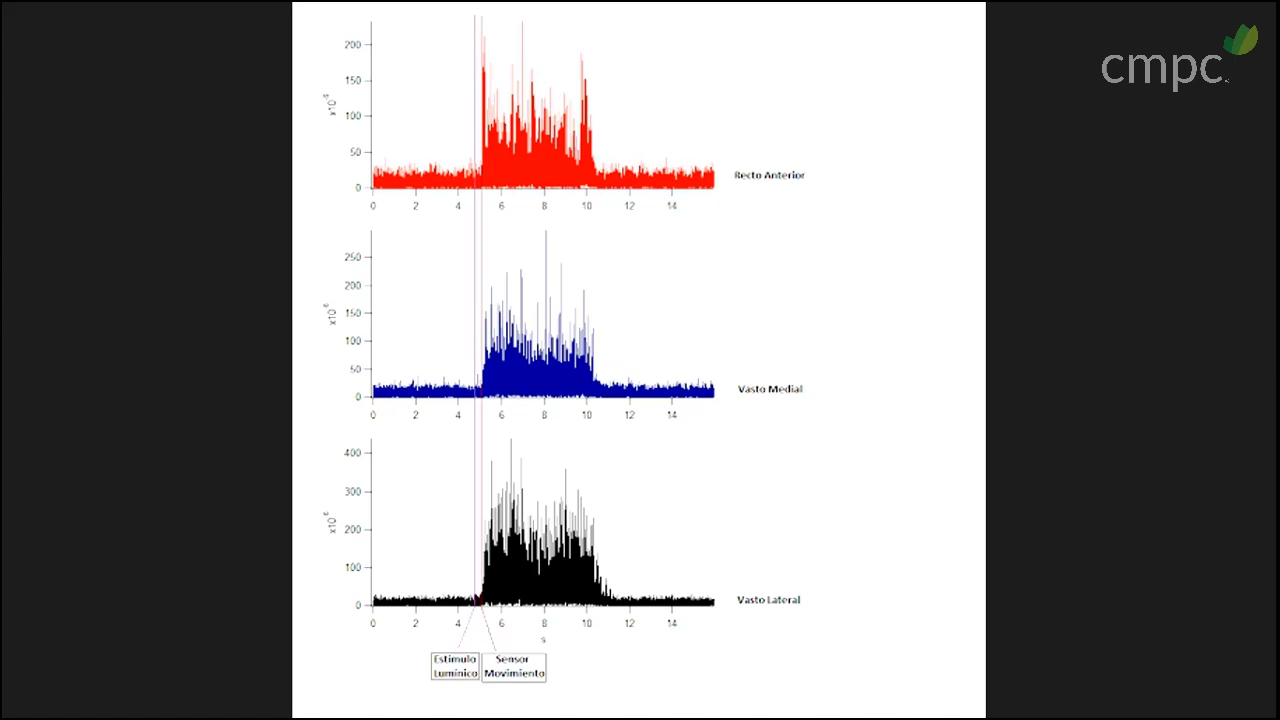 cmpc
200
150
100
50
0
x10⁻⁶
0 2 4 6 8 10 12 14
Recto Anterior
250
200
150
100
50
0
x10⁻⁶
0 2 4 6 8 10 12 14
Vasto Medial
400
300
200
100
0
x10⁻⁶
0 2 4 6 8 10 12 14
s
Vasto Lateral
Estimulo
Lumínico
Sensor
Movimiento